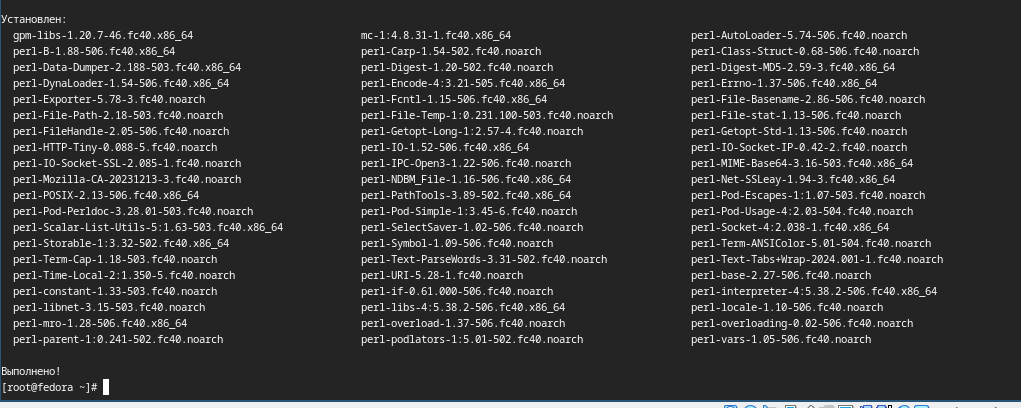 Установлен:
gpm-libs-1.20.7-46.fc40.x86_64 mc-1:4.8.31-1.fc40.x86_64 perl-AutoLoader-5.74-506.fc40.noarch
perl-B-1.88-506.fc40.x86_64 perl-Carp-1.54-502.fc40.noarch perl-Class-Struct-0.68-506.fc40.noarch
perl-Data-Dumper-2.188-503.fc40.x86_64 perl-Digest-1.20-502.fc40.noarch perl-Digest-MD5-2.59-3.fc40.x86_64
perl-DynaLoader-1.54-506.fc40.x86_64 perl-Encode-4:3.21-505.fc40.x86_64 perl-Errno-1.37-506.fc40.x86_64
perl-Exporter-5.78-3.fc40.noarch perl-Fcntl-1.15-506.fc40.x86_64 perl-File-Basename-2.86-506.fc40.noarch
perl-File-Path-2.18-503.fc40.noarch perl-File-Temp-1:0.231.100-503.fc40.noarch perl-File-stat-1.13-506.fc40.noarch
perl-FileHandle-2.05-506.fc40.noarch perl-Getopt-Long-1:2.57-4.fc40.noarch perl-Getopt-Std-1.13-506.fc40.noarch
perl-HTTP-Tiny-0.088-5.fc40.noarch perl-IO-1.52-506.fc40.x86_64 perl-IO-Socket-IP-0.42-2.fc40.noarch
perl-IO-Socket-SSL-2.085-1.fc40.noarch perl-IPC-Open3-1.22-506.fc40.noarch perl-MIME-Base64-3.16-503.fc40.x86_64
perl-Mozilla-CA-20231213-3.fc40.noarch perl-NDBM_File-1.16-506.fc40.x86_64 perl-Net-SSLeay-1.94-3.fc40.x86_64
perl-POSIX-2.13-506.fc40.x86_64 perl-PathTools-3.89-502.fc40.x86_64 perl-Pod-Escapes-1:1.07-503.fc40.noarch
perl-Pod-Perldoc-3.28.01-503.fc40.noarch perl-Pod-Simple-1:3.45-6.fc40.noarch perl-Pod-Usage-4:2.03-504.fc40.noarch
perl-Scalar-List-Utils-5:1.63-503.fc40.x86_64 perl-SelectSaver-1.02-506.fc40.noarch perl-Socket-4:2.038-1.fc40.x86_64
perl-Storable-1:3.32-502.fc40.x86_64 perl-Symbol-1.09-506.fc40.noarch perl-Term-ANSIColor-5.01-504.fc40.noarch
perl-Term-Cap-1.18-503.fc40.noarch perl-Text-ParseWords-3.31-502.fc40.noarch perl-Text-Tabs+Wrap-2024.001-1.fc40.noarch
perl-Time-Local-2:1.350-5.fc40.noarch perl-URI-5.28-1.fc40.noarch perl-base-2.27-506.fc40.noarch
perl-constant-1.33-503.fc40.noarch perl-if-0.61.000-506.fc40.noarch perl-interpreter-4:5.38.2-506.fc40.x86_64
perl-libnet-3.15-503.fc40.noarch perl-libs-4:5.38.2-506.fc40.x86_64 perl-locale-1.10-506.fc40.noarch
perl-mro-1.28-506.fc40.x86_64 perl-overload-1.37-506.fc40.noarch perl-overloading-0.02-506.fc40.noarch
perl-parent-1:0.241-502.fc40.noarch perl-podlators-1:5.01-502.fc40.noarch perl-vars-1.05-506.fc40.noarch
Выполнено!
[root@fedora ~]#